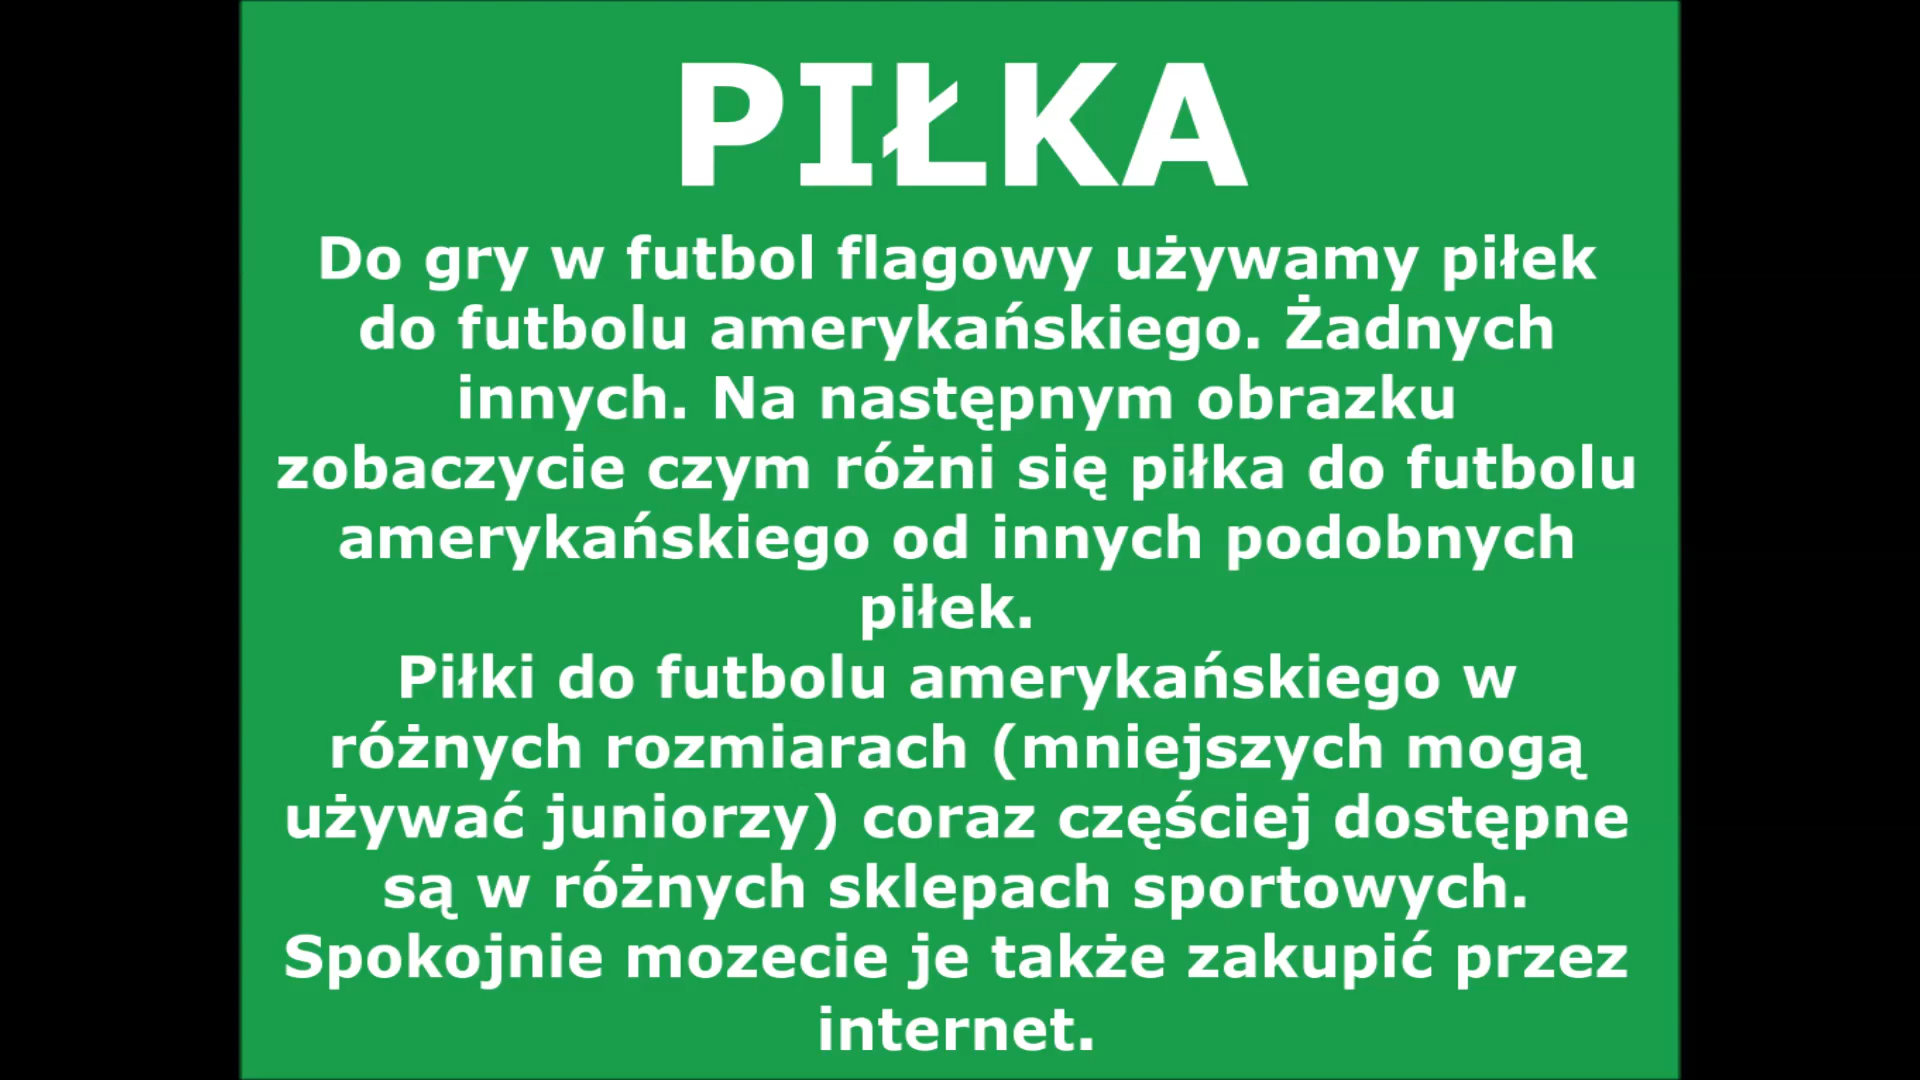 PIŁKA
Do gry w futbol flagowy używamy piłek
do futbolu amerykańskiego. Żadnych
innych. Na następnym obrazku
zobaczycie czym różni się piłka do futbolu
amerykańskiego od innych podobnych
piłek.
Piłki do futbolu amerykańskiego w
różnych rozmiarach (mniejszych mogą
używać juniorzy) coraz częściej dostępne
są w różnych sklepach sportowych.
Spokojnie mozecie je także zakupić przez
internet.